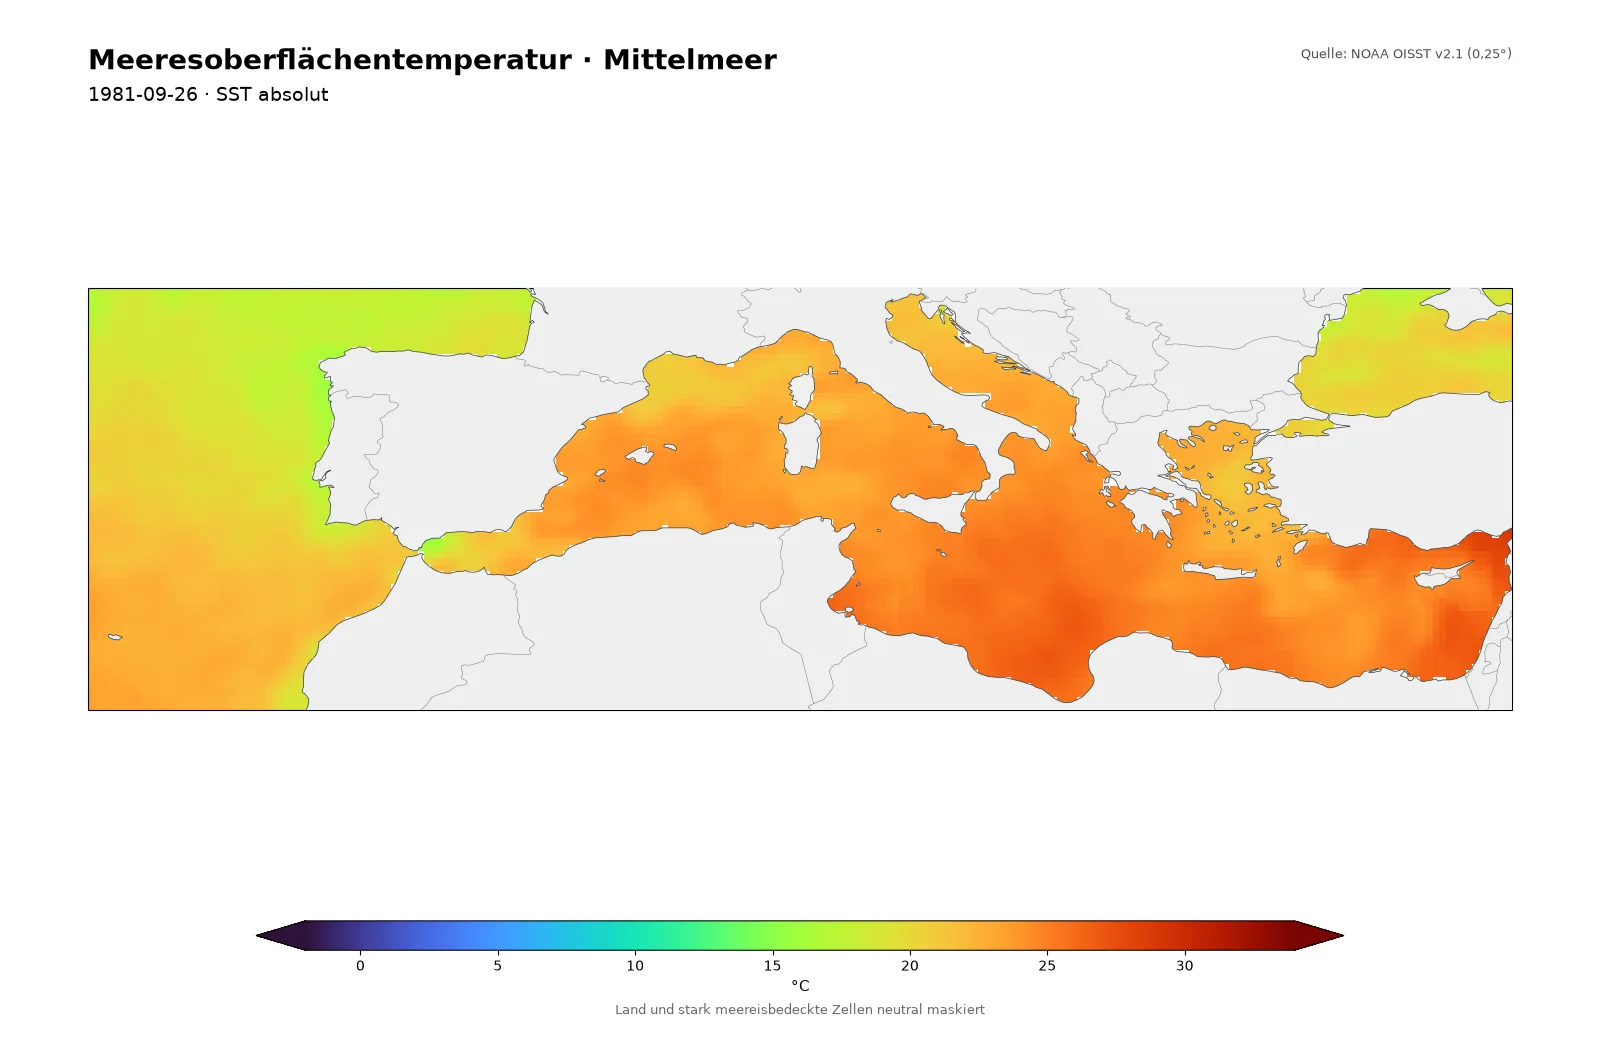 Meeresoberflächentemperatur · Mittelmeer
Quelle: NOAA OISST v2.1 (0,25°)
1981-09-26 · SST absolut
0 5 10 15 20 25 30
°C
Land und stark meereisbedeckte Zellen neutral maskiert